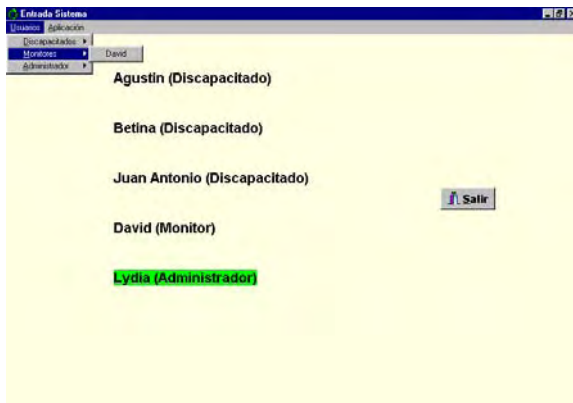 Entrada Sistema
Usuarios Aplicación
Discapacitados
Monitores David
Administrador
Agustin (Discapacitado)
Betina (Discapacitado)
Juan Antonio (Discapacitado)
Salir
David (Monitor)
Lydia (Administrador)